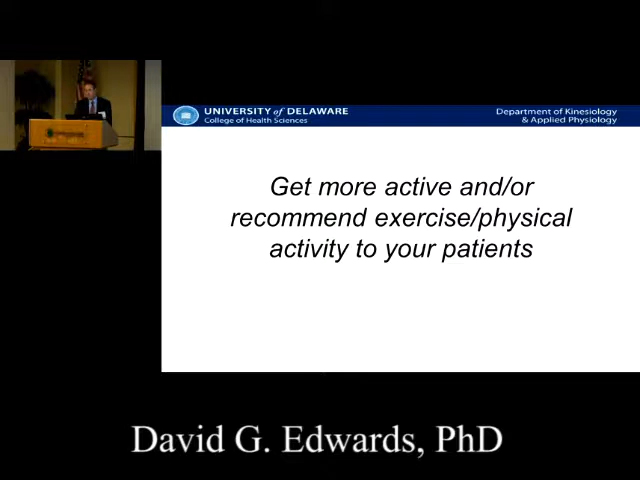 UNIVERSITY of DELAWARE
College of Health Sciences
Department of Kinesiology
& Applied Physiology
Get more active and/or
recommend exercise/physical
activity to your patients
David G. Edwards, PhD